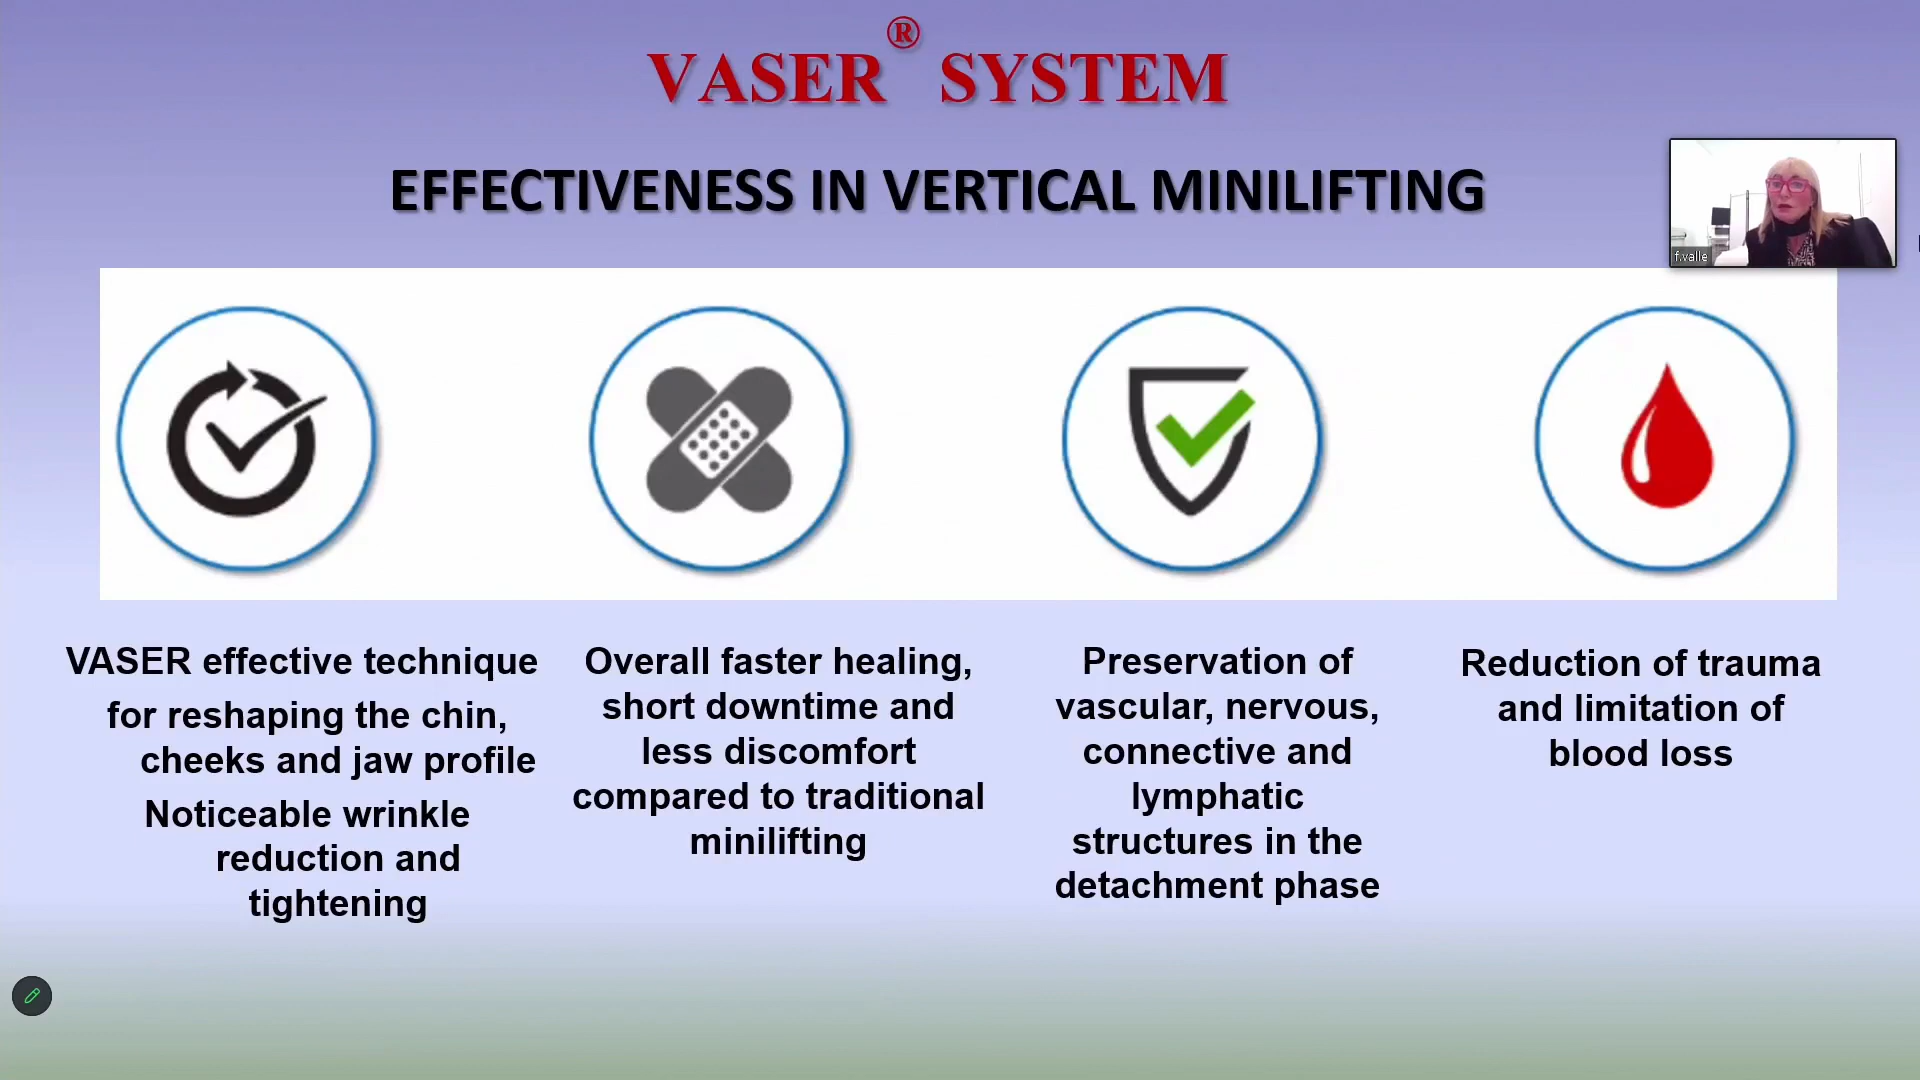 VASER® SYSTEM
EFFECTIVENESS IN VERTICAL MINILIFTING
f.valle
VASER effective technique
for reshaping the chin,
cheeks and jaw profile
Noticeable wrinkle
reduction and
tightening
Overall faster healing,
short downtime and
less discomfort
compared to traditional
minilifting
Preservation of
vascular, nervous,
connective and
lymphatic
structures in the
detachment phase
Reduction of trauma
and limitation of
blood loss